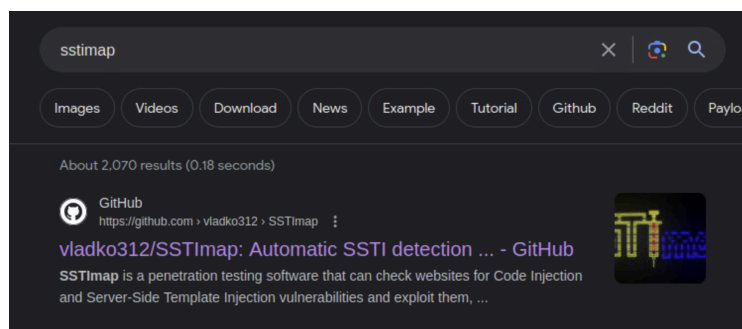 sstimap
Images Videos Download News Example Tutorial Github Reddit Paylo
About 2,070 results (0.18 seconds)
GitHub
https://github.com › vladko312 › SSTImap
vladko312/SSTImap: Automatic SSTI detection ... - GitHub
SSTImap is a penetration testing software that can check websites for Code Injection
and Server-Side Template Injection vulnerabilities and exploit them, ...